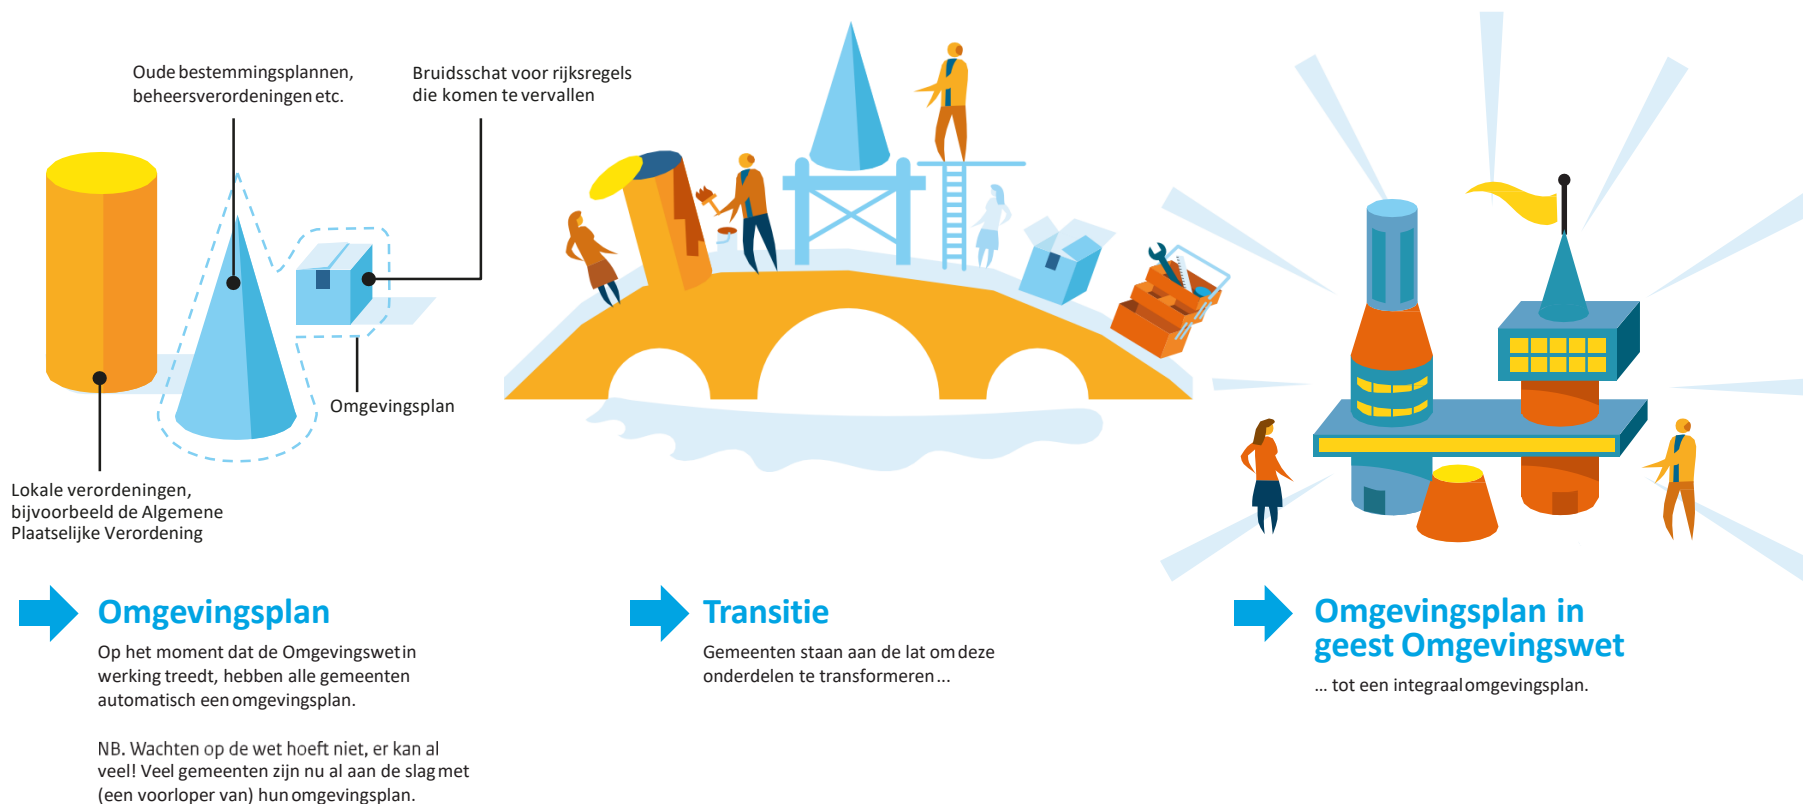 Oude bestemmingsplannen,
beheersverordeningen etc.
Bruidsschat voor rijksregels
die komen te vervallen
Omgevingsplan
Lokale verordeningen,
bijvoorbeeld de Algemene
Plaatselijke Verordening
Omgevingsplan
Op het moment dat de Omgevingswet in
werking treedt, hebben alle gemeenten
automatisch een omgevingsplan.
NB. Wachten op de wet hoeft niet, er kan al
veel! Veel gemeenten zijn nu al aan de slag met
(een voorloper van) hun omgevingsplan.
Transitie
Gemeenten staan aan de lat om deze
onderdelen te transformeren ...
Omgevingsplan in
geest Omgevingswet
... tot een integraal omgevingsplan.